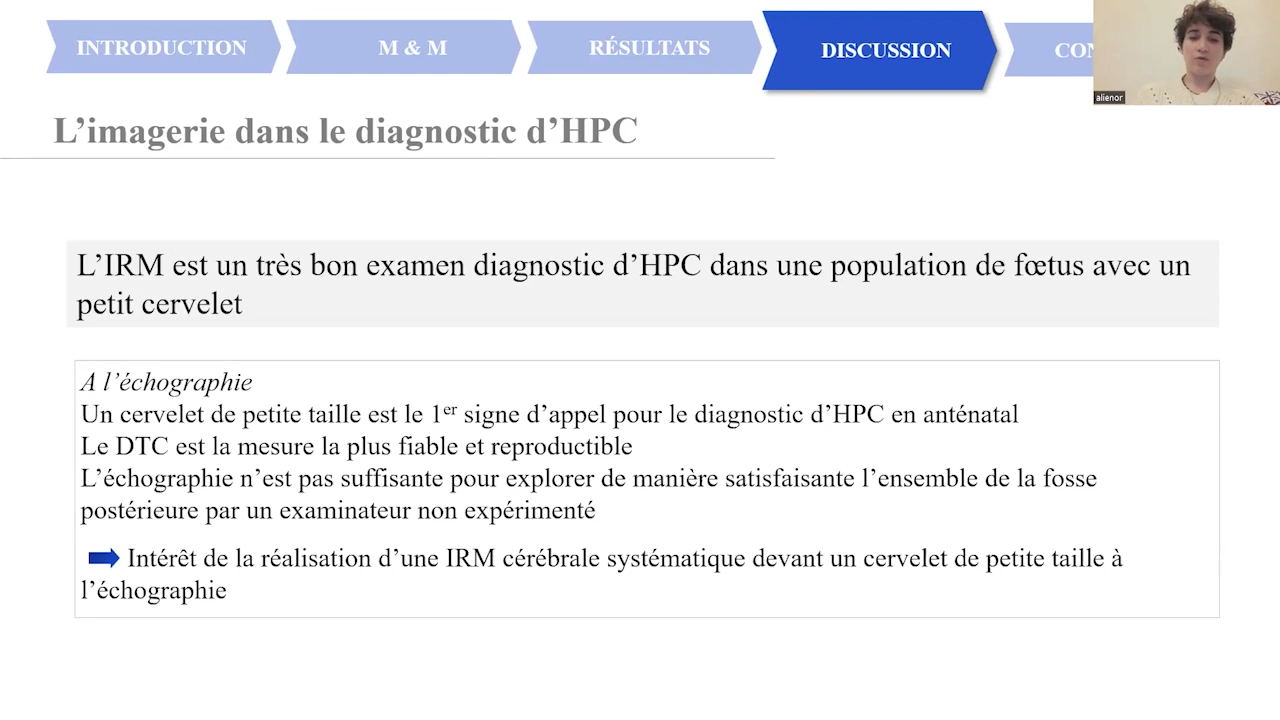 INTRODUCTION
M & M
RÉSULTATS
DISCUSSION
alienor
L’imagerie dans le diagnostic d’HPC
L’IRM est un très bon examen diagnostic d’HPC dans une population de fœtus avec un
petit cervelet
A l’échographie
Un cervelet de petite taille est le 1er signe d’appel pour le diagnostic d’HPC en anténatal
Le DTC est la mesure la plus fiable et reproductible
L’échographie n’est pas suffisante pour explorer de manière satisfaisante l’ensemble de la fosse
postérieure par un examinateur non expérimenté
Intérêt de la réalisation d’une IRM cérébrale systématique devant un cervelet de petite taille à
l’échographie